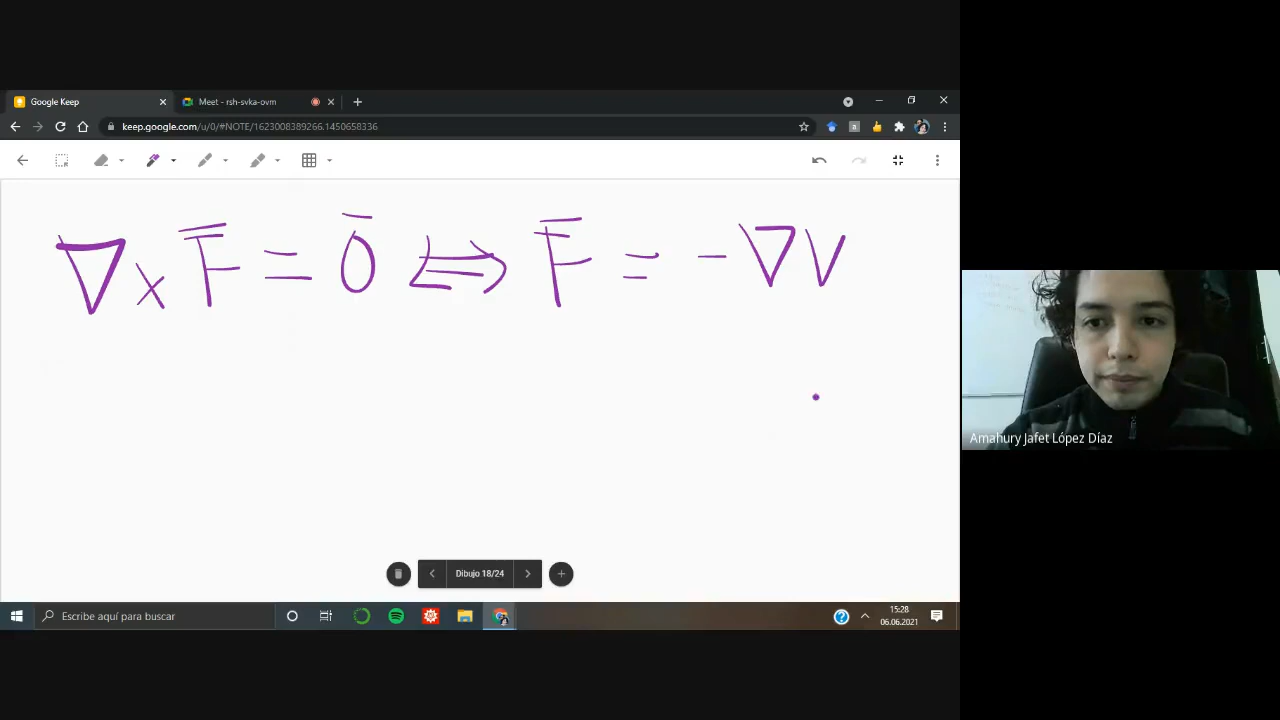 Google Keep
Meet - rsh-svka-ovm
keep.google.com/u/0/#NOTE/1623008389266.1450658336
∇ x F̅ = 0̅ ⟺ F̅ = - ∇V
Amahury Jafet López Díaz
Dibujo 18/24
Escribe aquí para buscar
15:28
06.06.2021